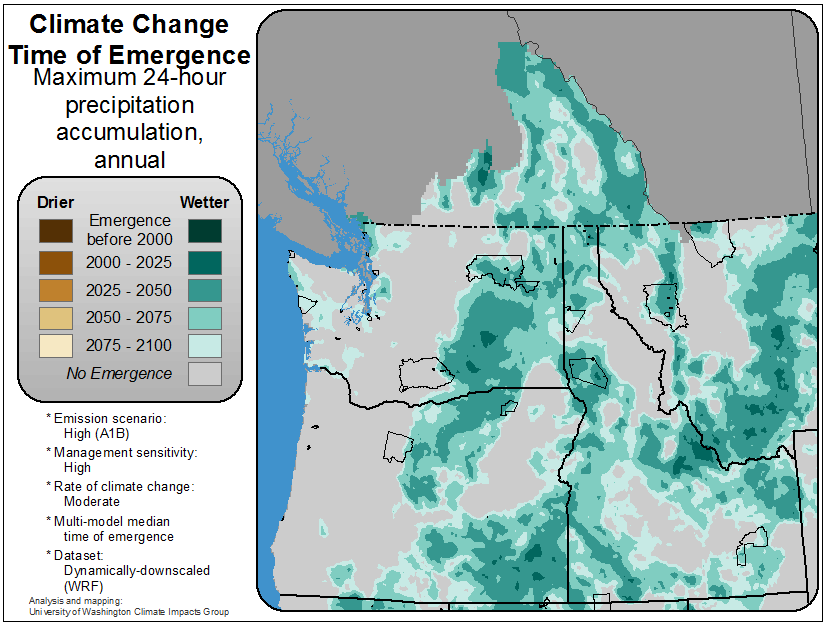 Climate Change
Time of Emergence
Maximum 24-hour
precipitation
accumulation,
annual
Drier Wetter
Emergence
before 2000
2000 - 2025
2025 - 2050
2050 - 2075
2075 - 2100
No Emergence
* Emission scenario:
High (A1B)
* Management sensitivity:
High
* Rate of climate change:
Moderate
* Multi-model median
time of emergence
* Dataset:
Dynamically-downscaled
(WRF)
Analysis and mapping:
University of Washington Climate Impacts Group